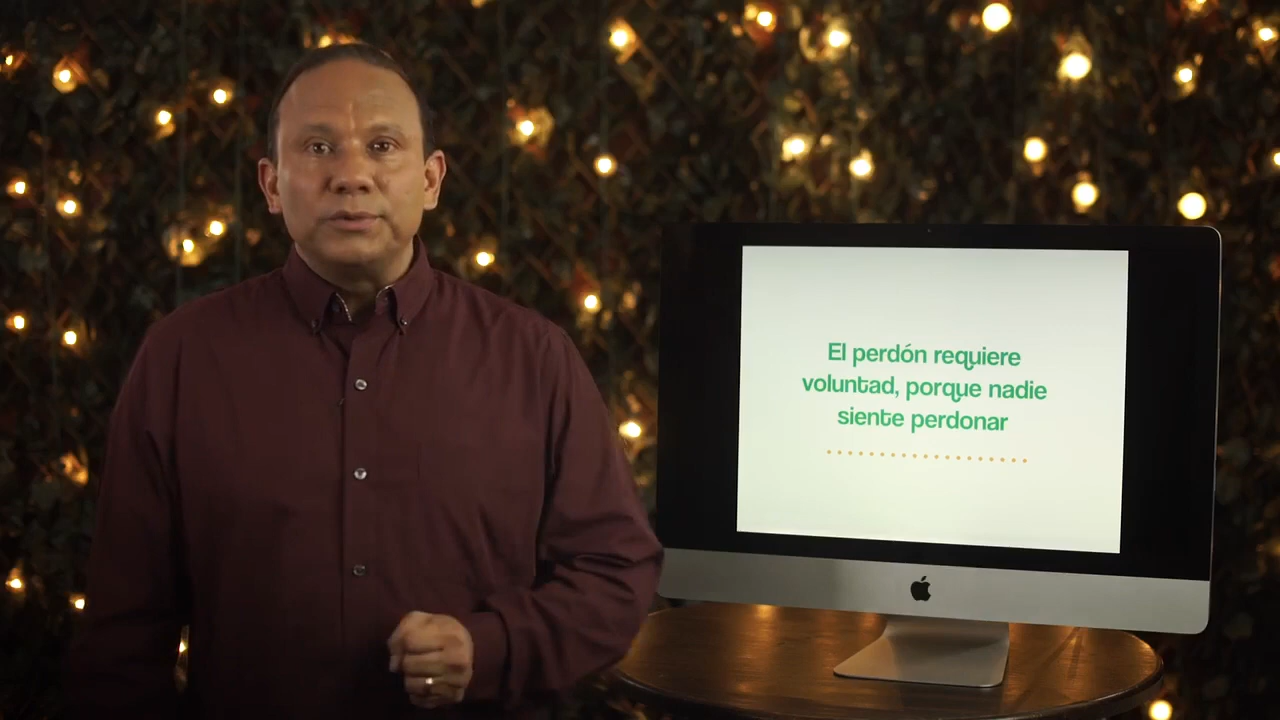 El perdón requiere
voluntad, porque nadie
siente perdonar